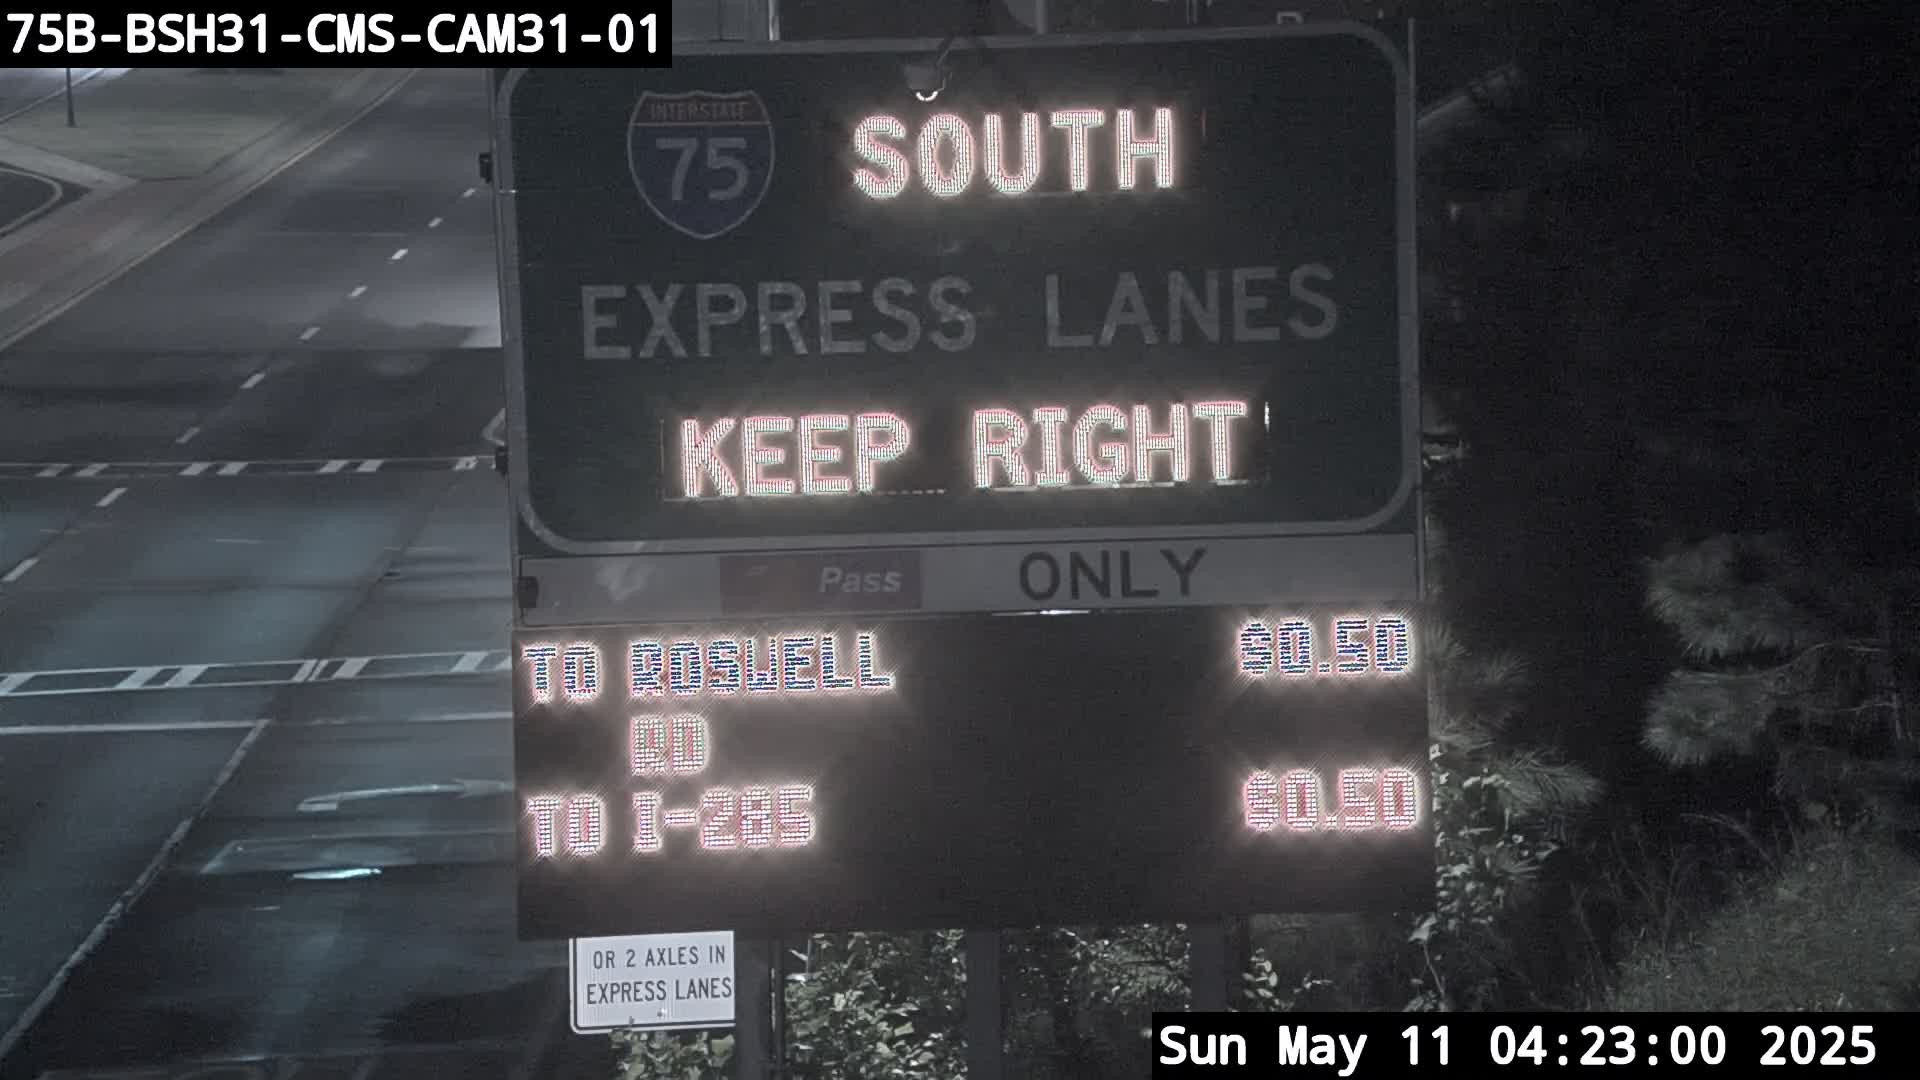 75B-BSH31-CMS-CAM31-01
INTERSTATE
75
SOUTH
EXPRESS LANES
KEEP RIGHT
Pass ONLY
TO ROSWELL $0.50
RD
TO I-285 $0.50
OR 2 AXLES IN
EXPRESS LANES
Sun May 11 04:23:00 2025